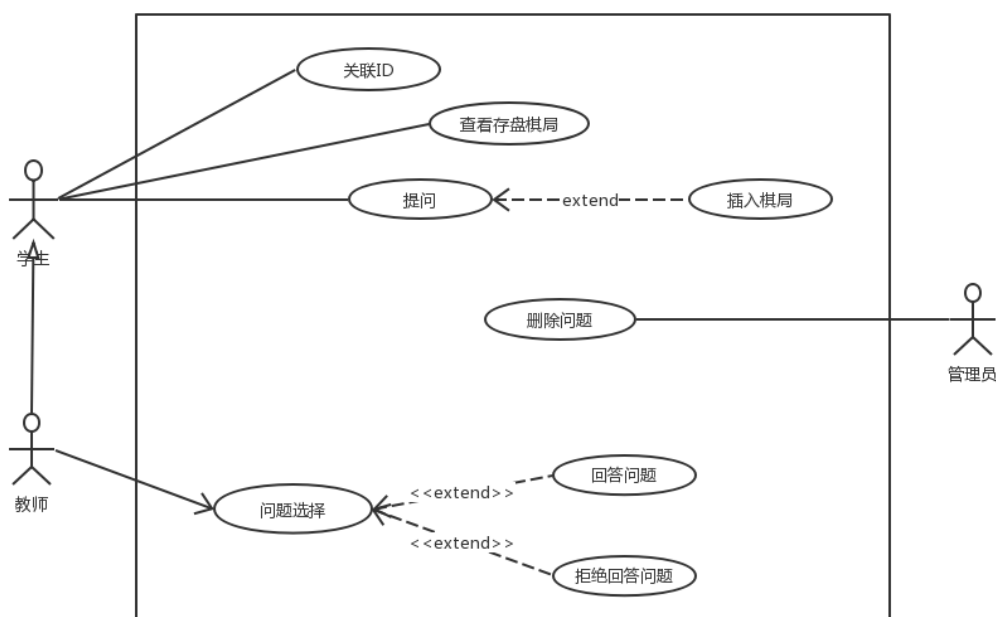 关联ID
查看存盘棋局
提问
extend
插入棋局
学生
删除问题
管理员
教师
问题选择
<<extend>>
回答问题
<<extend>>
拒绝回答问题